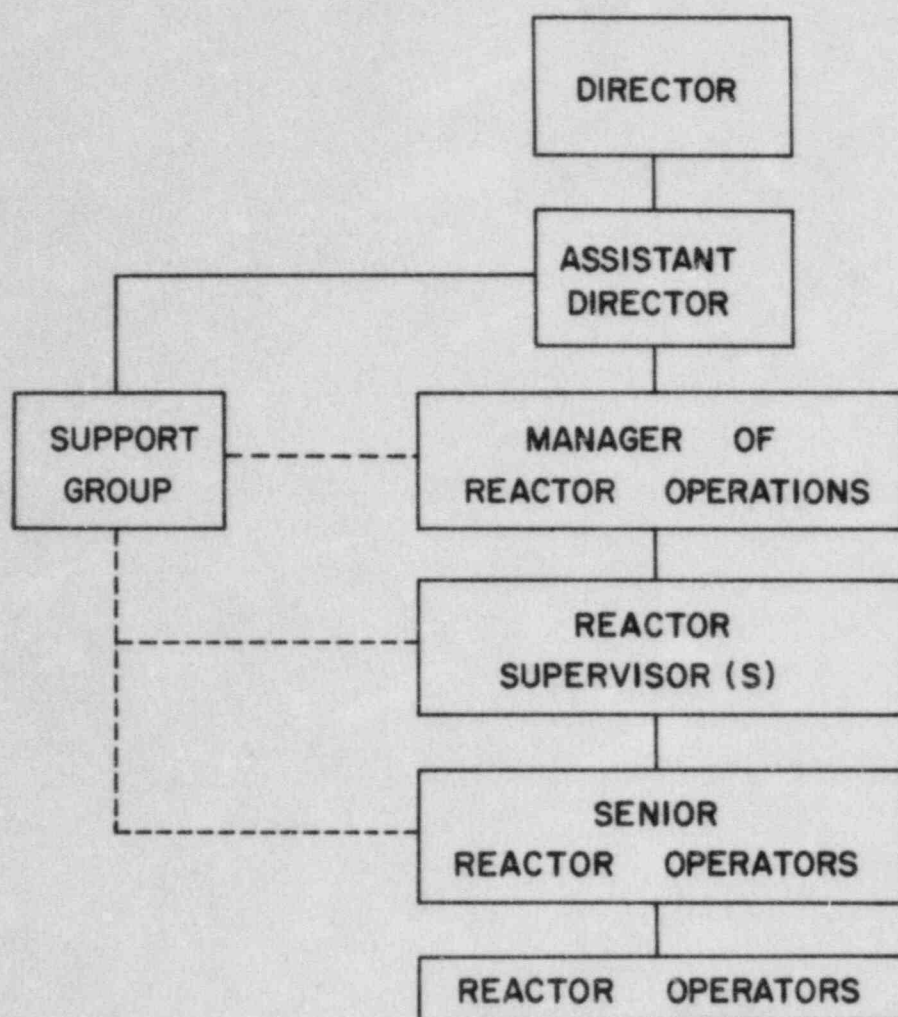 DIRECTOR
ASSISTANT
DIRECTOR
SUPPORT
GROUP
MANAGER OF
REACTOR OPERATIONS
REACTOR
SUPERVISOR (S)
SENIOR
REACTOR OPERATORS
REACTOR OPERATORS